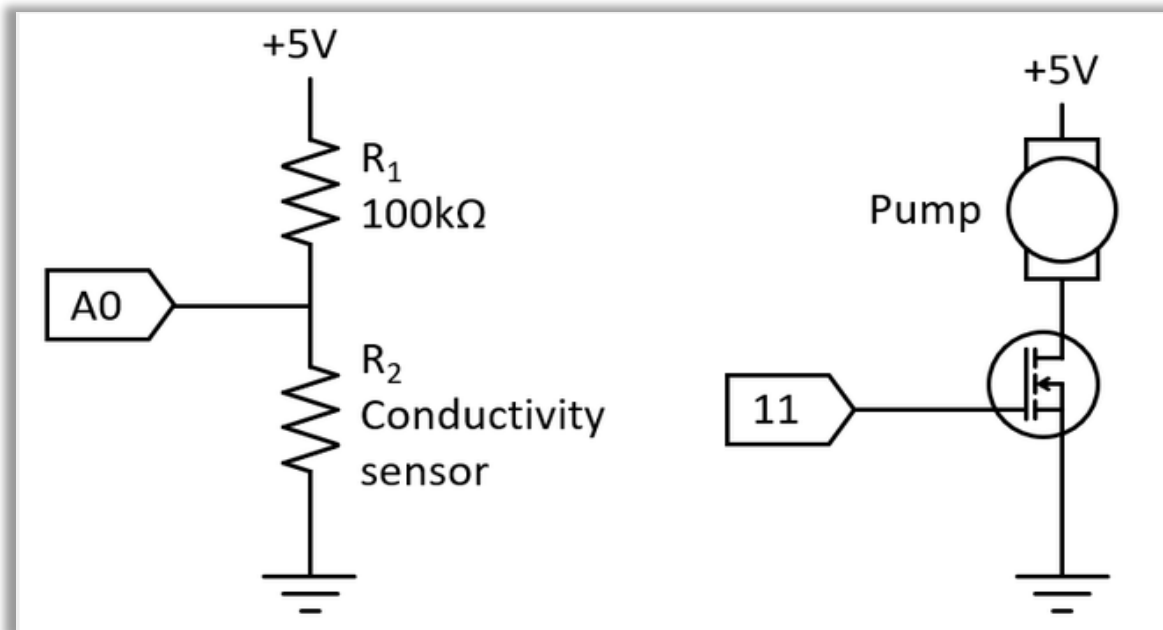 +5V
R₁
100kΩ
A0
R₂
Conductivity
sensor
+5V
Pump
11